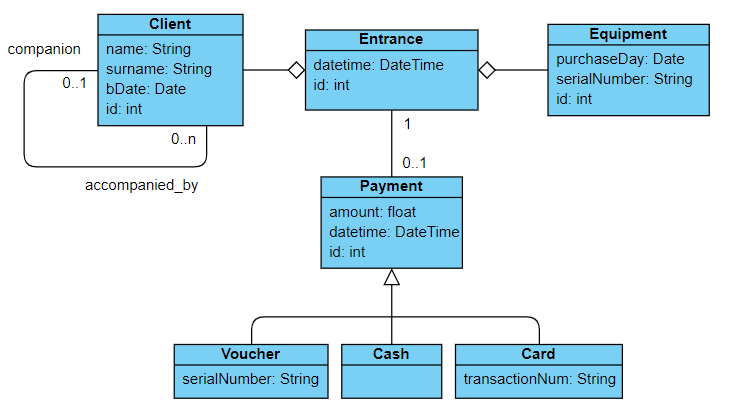 Client
name: String
surname: String
bDate: Date
id: int
companion
0..1
0..n
accompanied_by
Entrance
datetime: DateTime
id: int
Equipment
purchaseDay: Date
serialNumber: String
id: int
1
0..1
Payment
amount: float
datetime: DateTime
id: int
Voucher
serialNumber: String
Cash
Card
transactionNum: String